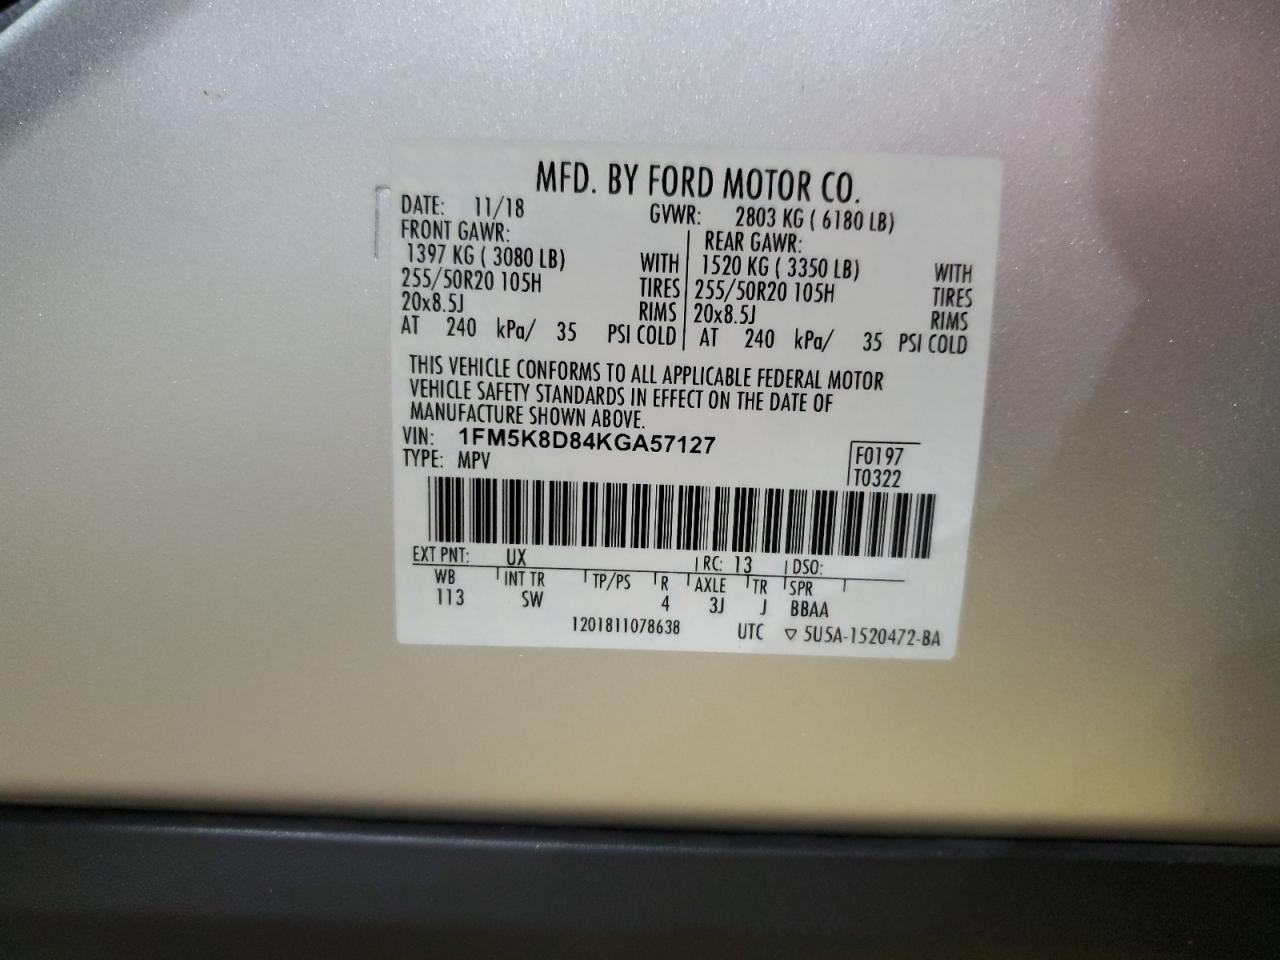 MFD. BY FORD MOTOR CO.
DATE: 11/18 GVWR: 2803 KG ( 6180 LB)
FRONT GAWR: REAR GAWR:
1397 KG ( 3080 LB) WITH 1520 KG ( 3350 LB) WITH
255/50R20 105H TIRES 255/50R20 105H TIRES
20x8.5J RIMS 20x8.5J RIMS
AT 240 kPa/ 35 PSI COLD AT 240 kPa/ 35 PSI COLD
THIS VEHICLE CONFORMS TO ALL APPLICABLE FEDERAL MOTOR
VEHICLE SAFETY STANDARDS IN EFFECT ON THE DATE OF
MANUFACTURE SHOWN ABOVE.
VIN: 1FM5K8D84KGA57127 F0197
TYPE: MPV T0322
EXT PNT: UX RC: 13 DSO:
WB INT TR TP/PS R AXLE TR SPR
113 SW 4 3J J BBAA
1201811078638 UTC ▽ 5U5A-1520472-BA